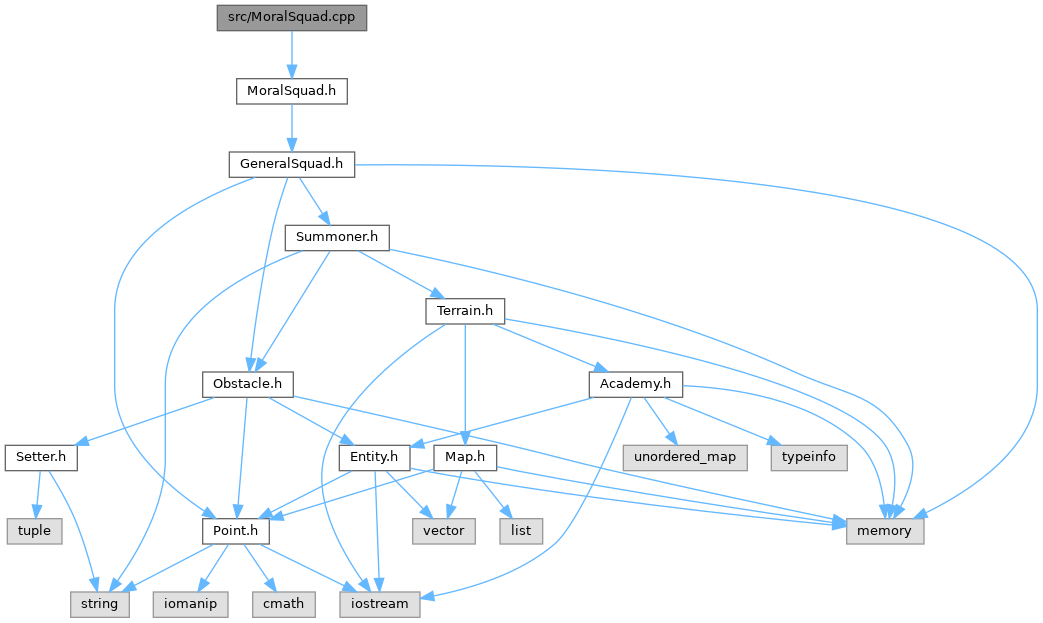 src/MoralSquad.cpp
MoralSquad.h
GeneralSquad.h
Summoner.h
Terrain.h
Obstacle.h
Academy.h
Setter.h
Entity.h
Map.h
unordered_map
typeinfo
tuple
Point.h
vector
list
memory
string
iomanip
cmath
iostream